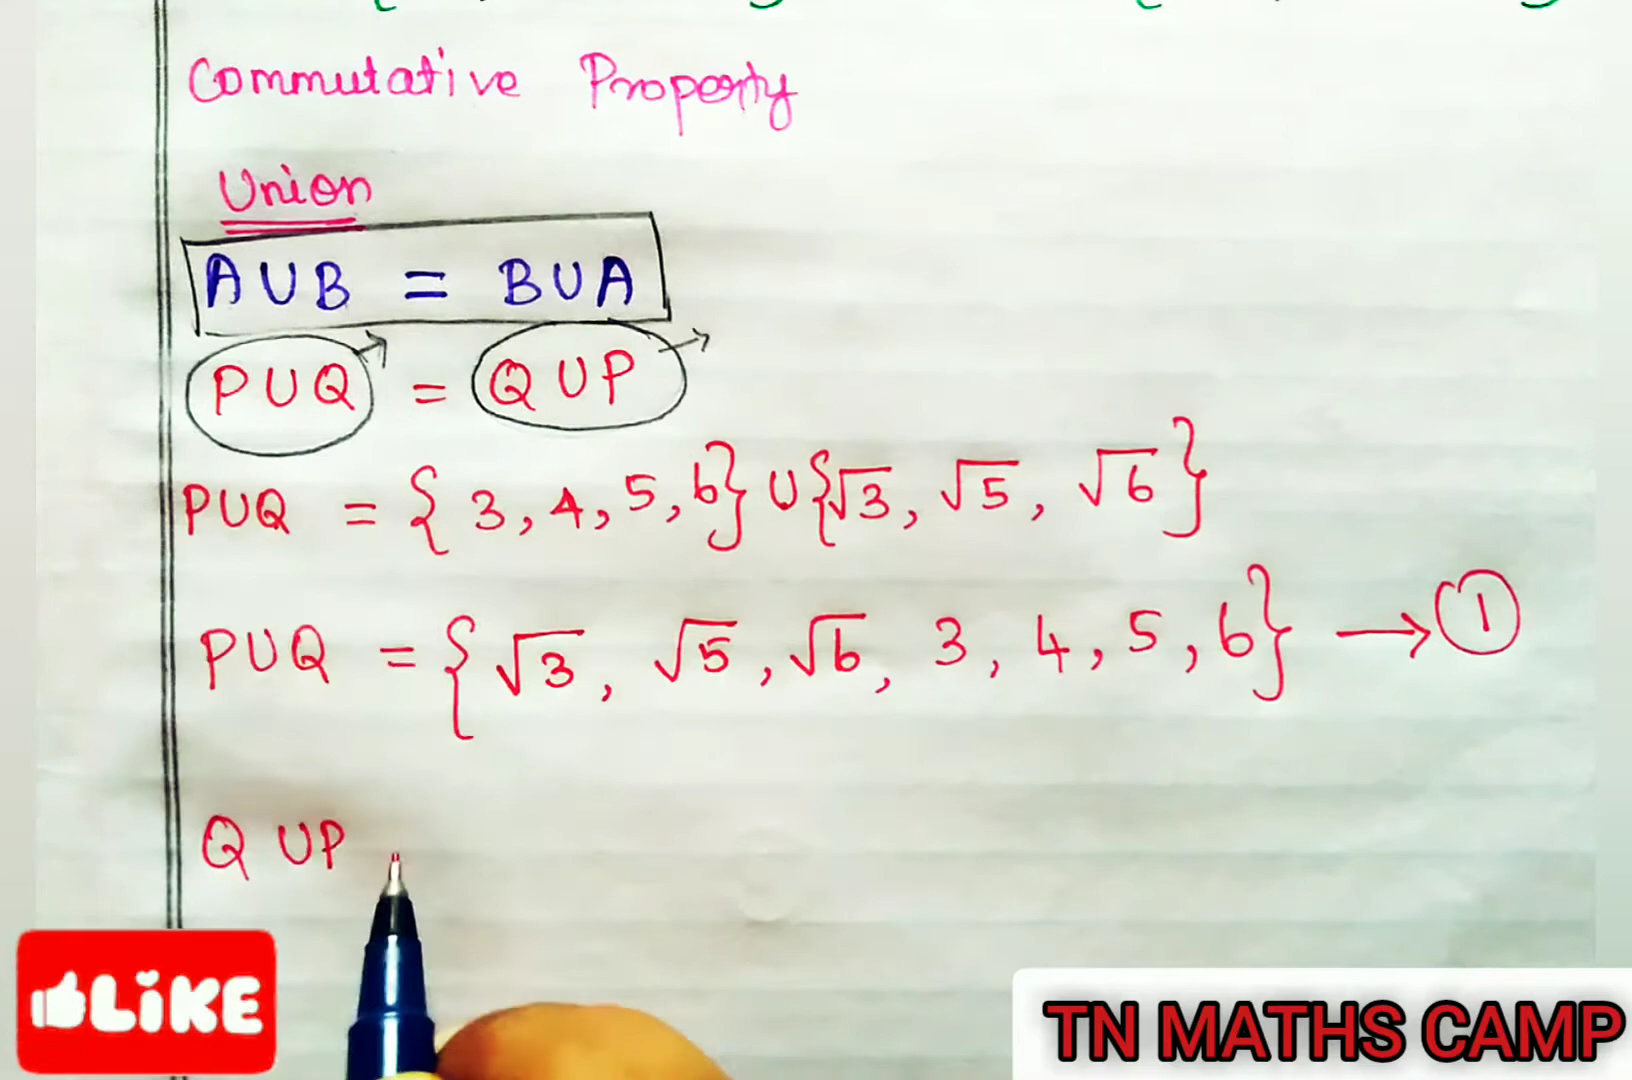 Commutative Property
Union
A∪B = B∪A
P∪Q = Q∪P
P∪Q = {3, 4, 5, 6} ∪ {√3, √5, √6}
P∪Q = {√3, √5, √6, 3, 4, 5, 6} → ①
Q∪P
LiKE
TN MATHS CAMP